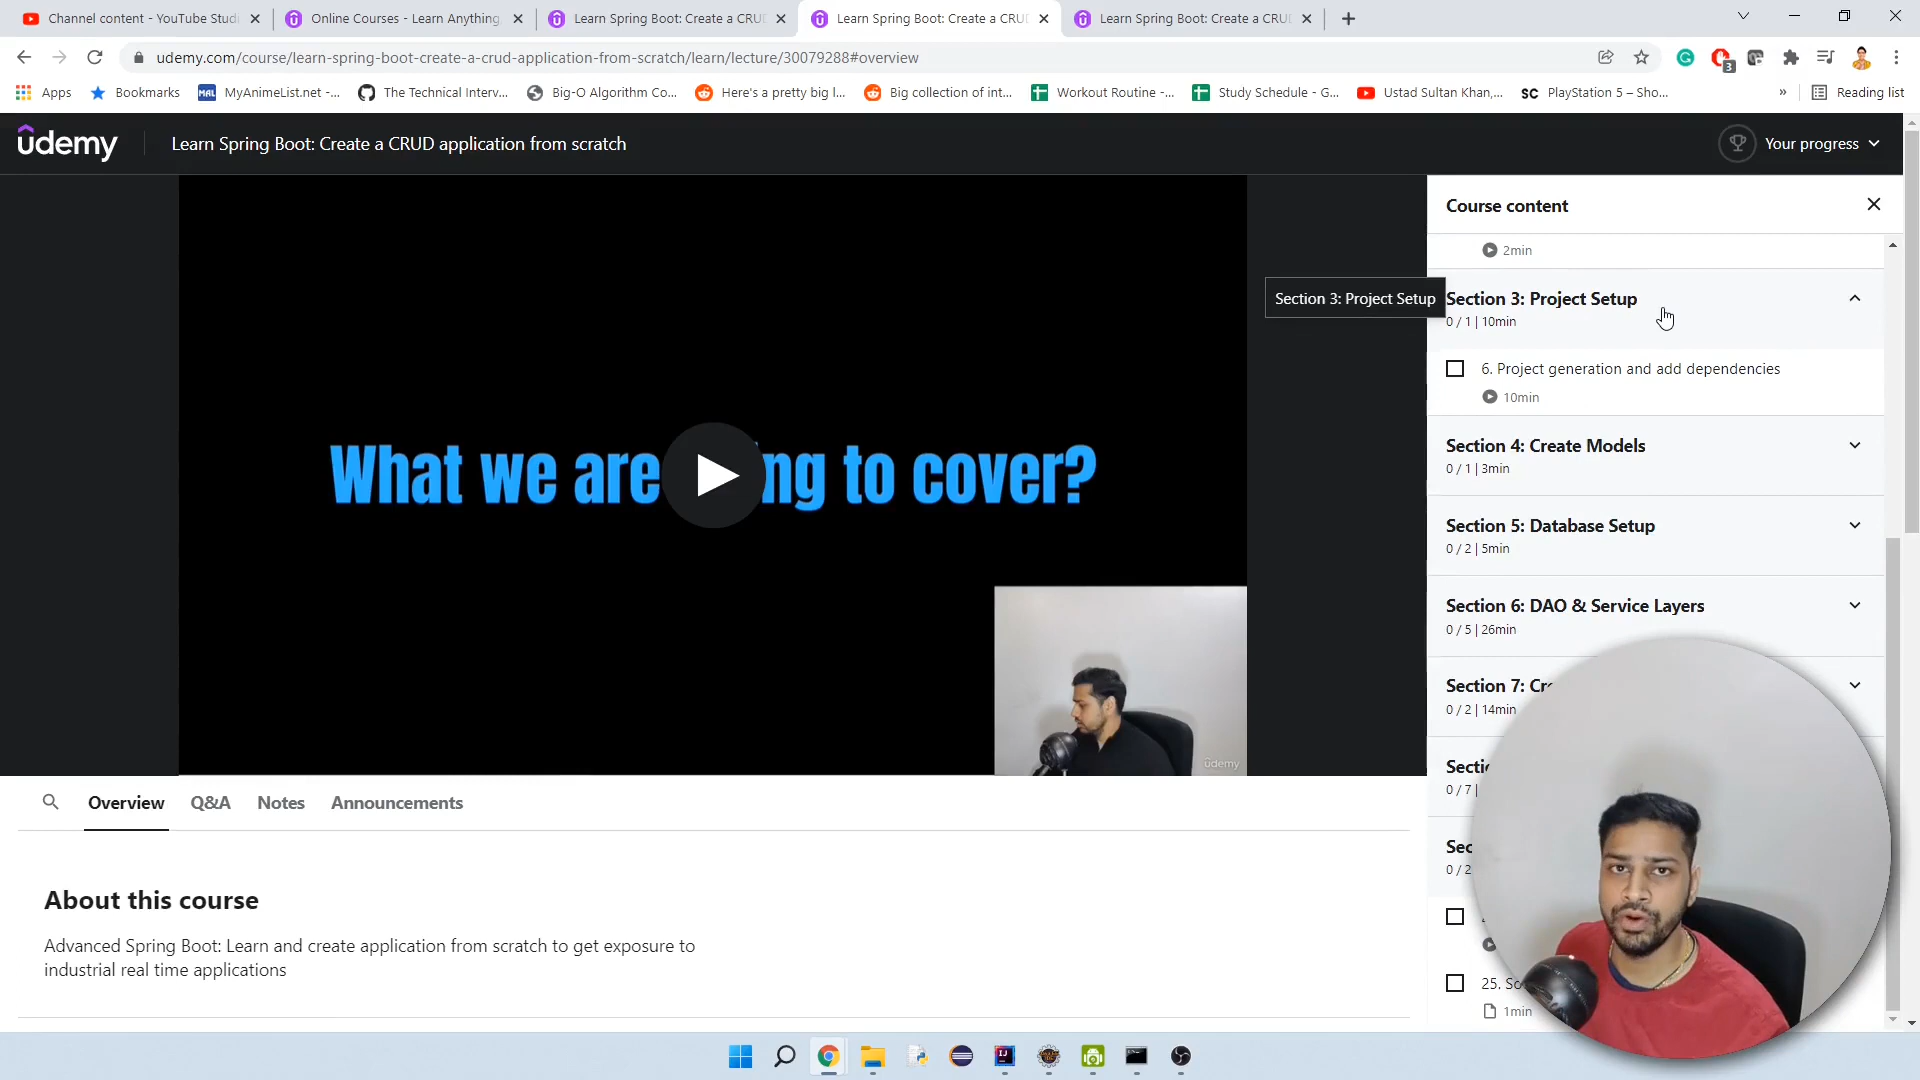 Channel content - YouTube Studi
Online Courses - Learn Anything,
Learn Spring Boot: Create a CRUD
Learn Spring Boot: Create a CRUD
Learn Spring Boot: Create a CRUD
udemy.com/course/learn-spring-boot-create-a-crud-application-from-scratch/learn/lecture/30079288#overview
3
Apps
Bookmarks
MAL
MyAnimeList.net -...
The Technical Interv...
Big-O Algorithm Co...
Here's a pretty big l...
Big collection of int...
Workout Routine -...
Study Schedule - G...
Ustad Sultan Khan,...
SC
PlayStation 5 – Sho...
»
Reading list
ûdemy
Learn Spring Boot: Create a CRUD application from scratch
Your progress
What we are
ng to cover?
ûdemy
Course content
2min
Section 3: Project Setup
Section 3: Project Setup
0 / 1 | 10min
6. Project generation and add dependencies
10min
Section 4: Create Models
0 / 1 | 3min
Section 5: Database Setup
0 / 2 | 5min
Section 6: DAO & Service Layers
0 / 5 | 26min
Section 7: Cr
0 / 2 | 14min
Secti
0 / 7 |
Sec
0 / 2
25. So
1min
Overview
Q&A
Notes
Announcements
About this course
Advanced Spring Boot: Learn and create application from scratch to get exposure to
industrial real time applications